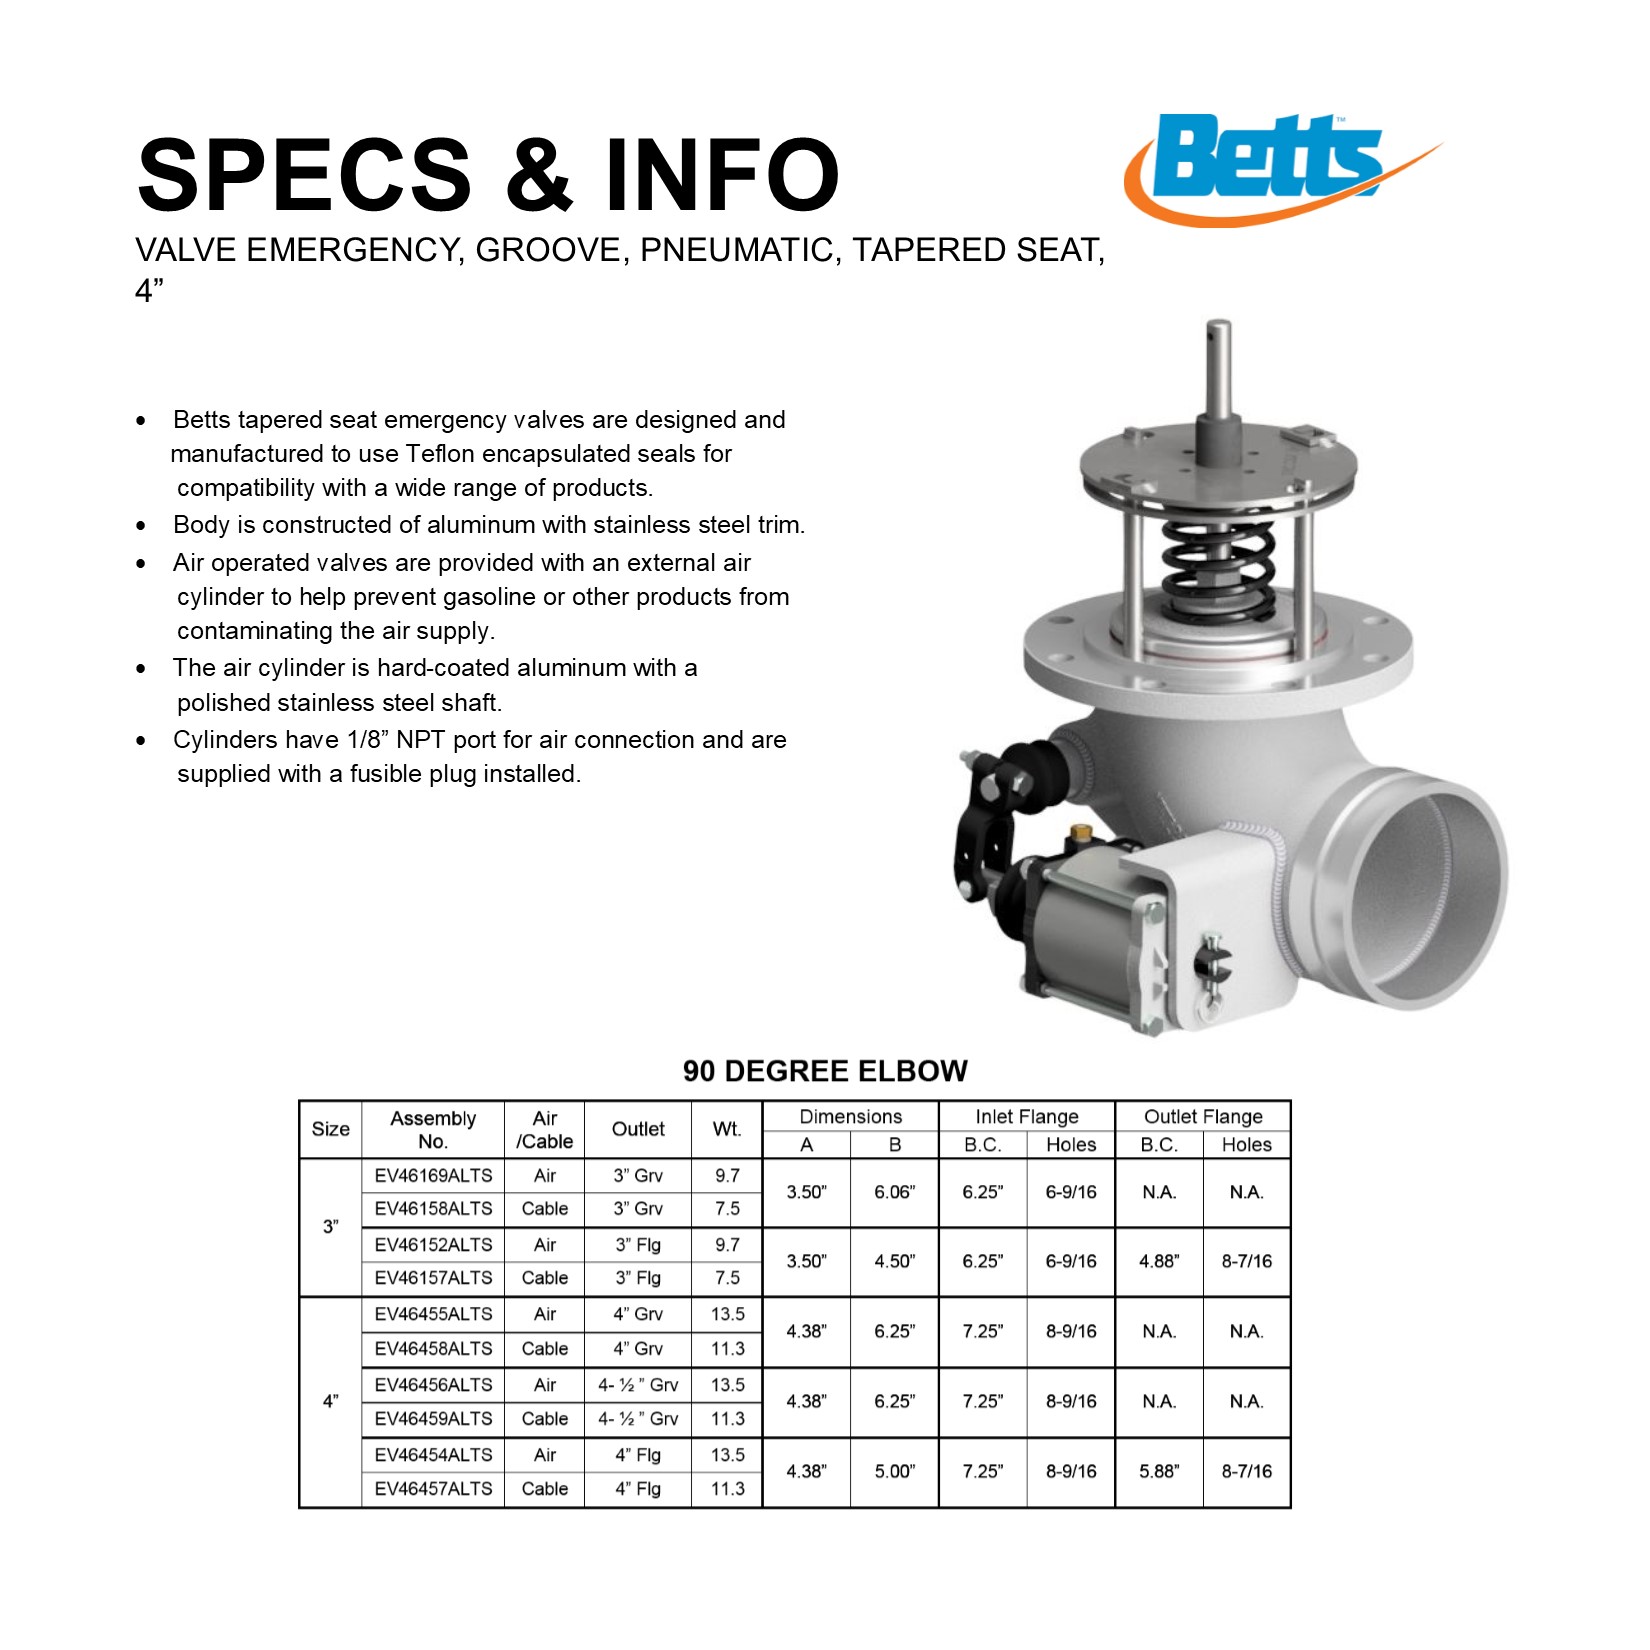 SPECS & INFO
Betts™
VALVE EMERGENCY, GROOVE, PNEUMATIC, TAPERED SEAT,
4”
• Betts tapered seat emergency valves are designed and
manufactured to use Teflon encapsulated seals for
compatibility with a wide range of products.
• Body is constructed of aluminum with stainless steel trim.
• Air operated valves are provided with an external air
cylinder to help prevent gasoline or other products from
contaminating the air supply.
• The air cylinder is hard-coated aluminum with a
polished stainless steel shaft.
• Cylinders have 1/8” NPT port for air connection and are
supplied with a fusible plug installed.
90 DEGREE ELBOW
Size Assembly No. Air /Cable Outlet Wt. Dimensions Inlet Flange Outlet Flange
A B B.C. Holes B.C. Holes
3”
EV46169ALTS Air 3” Grv 9.7 3.50” 6.06” 6.25” 6-9/16 N.A. N.A.
EV46158ALTS Cable 3” Grv 7.5
EV46152ALTS Air 3” Flg 9.7 3.50” 4.50” 6.25” 6-9/16 4.88” 8-7/16
EV46157ALTS Cable 3” Flg 7.5
4”
EV46455ALTS Air 4” Grv 13.5 4.38” 6.25” 7.25” 8-9/16 N.A. N.A.
EV46458ALTS Cable 4” Grv 11.3
EV46456ALTS Air 4- ½ ” Grv 13.5 4.38” 6.25” 7.25” 8-9/16 N.A. N.A.
EV46459ALTS Cable 4- ½ ” Grv 11.3
EV46454ALTS Air 4” Flg 13.5 4.38” 5.00” 7.25” 8-9/16 5.88” 8-7/16
EV46457ALTS Cable 4” Flg 11.3